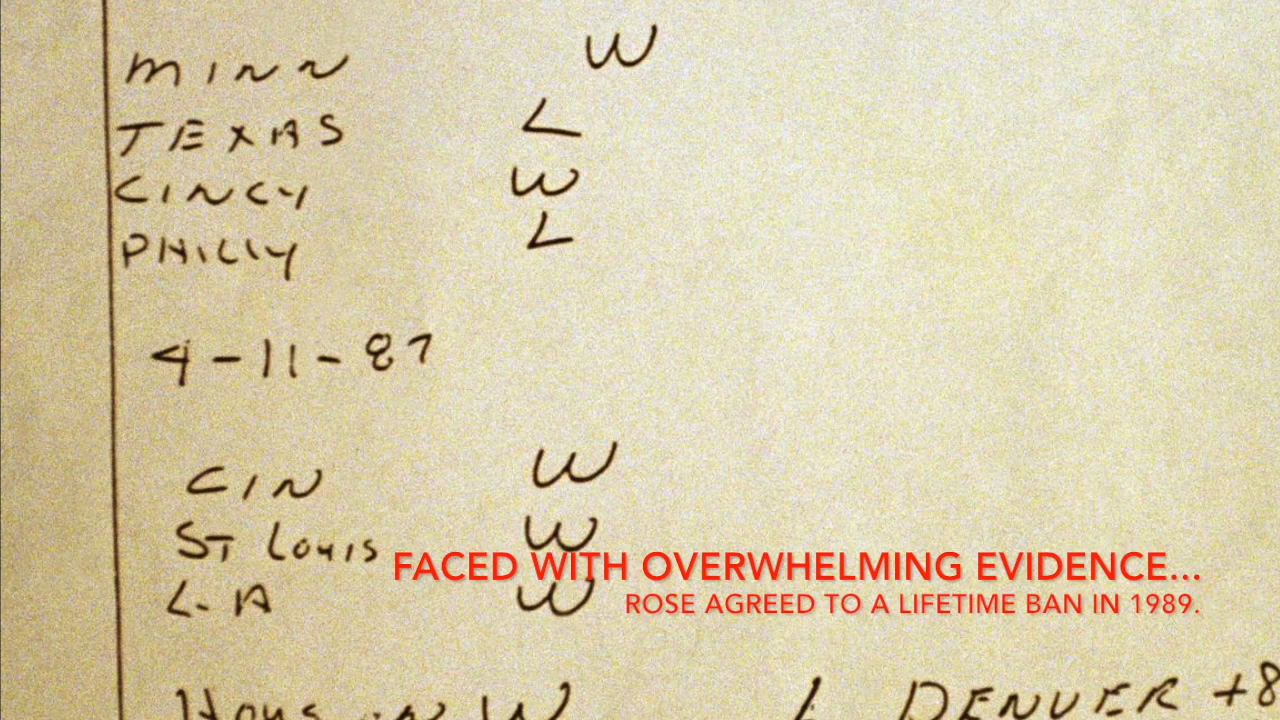 MINN W
TEXAS L
CINCY W
PHILLY L
4-11-87
CIN W
ST LOUIS W
L.A W
FACED WITH OVERWHELMING EVIDENCE...
ROSE AGREED TO A LIFETIME BAN IN 1989.
W L DENVER +8